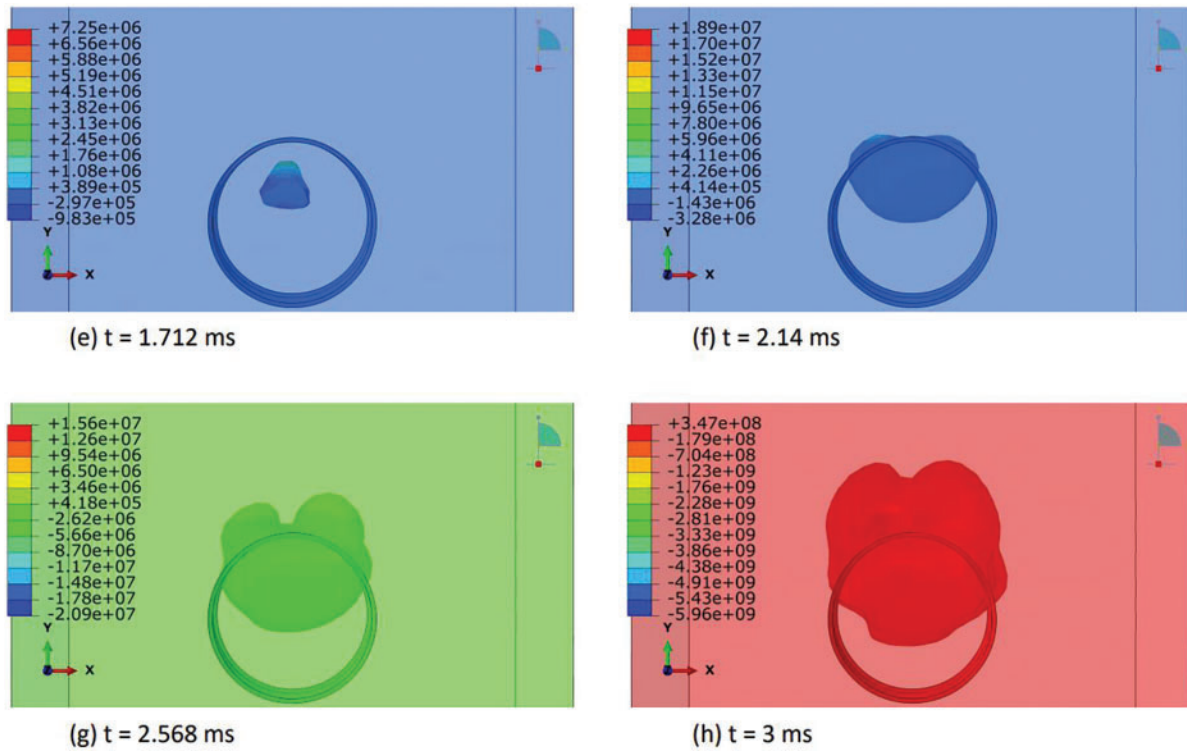 +7.25e+06
+6.56e+06
+5.88e+06
+5.19e+06
+4.51e+06
+3.82e+06
+3.13e+06
+2.45e+06
+1.76e+06
+1.08e+06
+3.89e+05
-2.97e+05
-9.83e+05
Y
Z
X
(e) t = 1.712 ms
+1.89e+07
+1.70e+07
+1.52e+07
+1.33e+07
+1.15e+07
+9.65e+06
+7.80e+06
+5.96e+06
+4.11e+06
+2.26e+06
+4.14e+05
-1.43e+06
-3.28e+06
Y
Z
X
(f) t = 2.14 ms
+1.56e+07
+1.26e+07
+9.54e+06
+6.50e+06
+3.46e+06
+4.18e+05
-2.62e+06
-5.66e+06
-8.70e+06
-1.17e+07
-1.48e+07
-1.78e+07
-2.09e+07
Y
Z
X
(g) t = 2.568 ms
+3.47e+08
-1.79e+08
-7.04e+08
-1.23e+09
-1.76e+09
-2.28e+09
-2.81e+09
-3.33e+09
-3.86e+09
-4.38e+09
-4.91e+09
-5.43e+09
-5.96e+09
Y
Z
X
(h) t = 3 ms